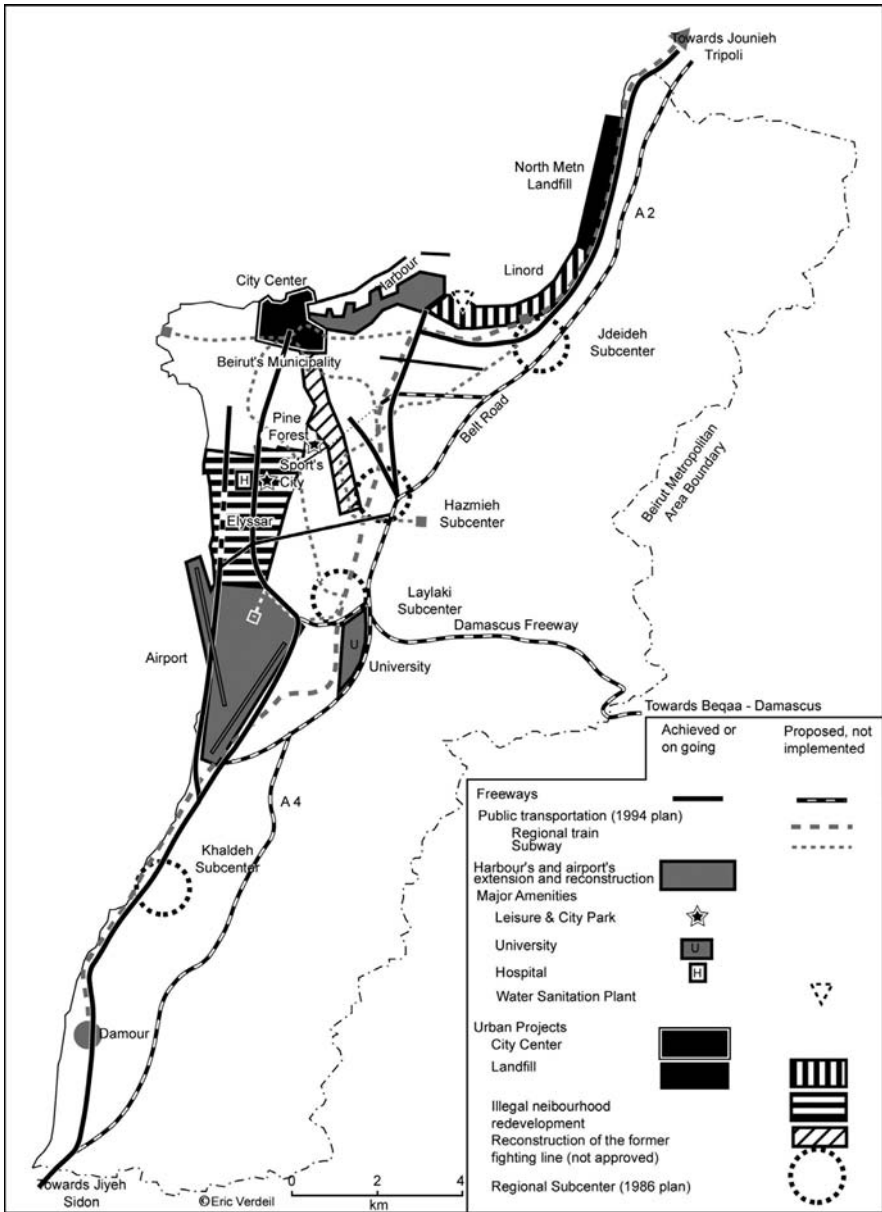 Towards Jounieh
Tripoli
North Metn
Landfill
A 2
Linord
Harbour
City Center
Jdeideh
Subcenter
Beirut's Municipality
Belt Road
Pine
Forest
Sport's
City
H
Beirut Metropolitan
Area Boundary
Hazmieh
Subcenter
Elyssar
Laylaki
Subcenter
Damascus Freeway
Airport
U
University
Towards Beqaa - Damascus
A 4
Khaldeh
Subcenter
Damour
Towards Jiyeh
Sidon
©Eric Verdeil
0 2 4
km
Achieved or
on going
Proposed, not
implemented
Freeways
Public transportation (1994 plan)
Regional train
Subway
Harbour's and airport's
extension and reconstruction
Major Amenities
Leisure & City Park
University
U
Hospital
H
Water Sanitation Plant
Urban Projects
City Center
Landfill
Illegal neibourhood
redevelopment
Reconstruction of the former
fighting line (not approved)
Regional Subcenter (1986 plan)